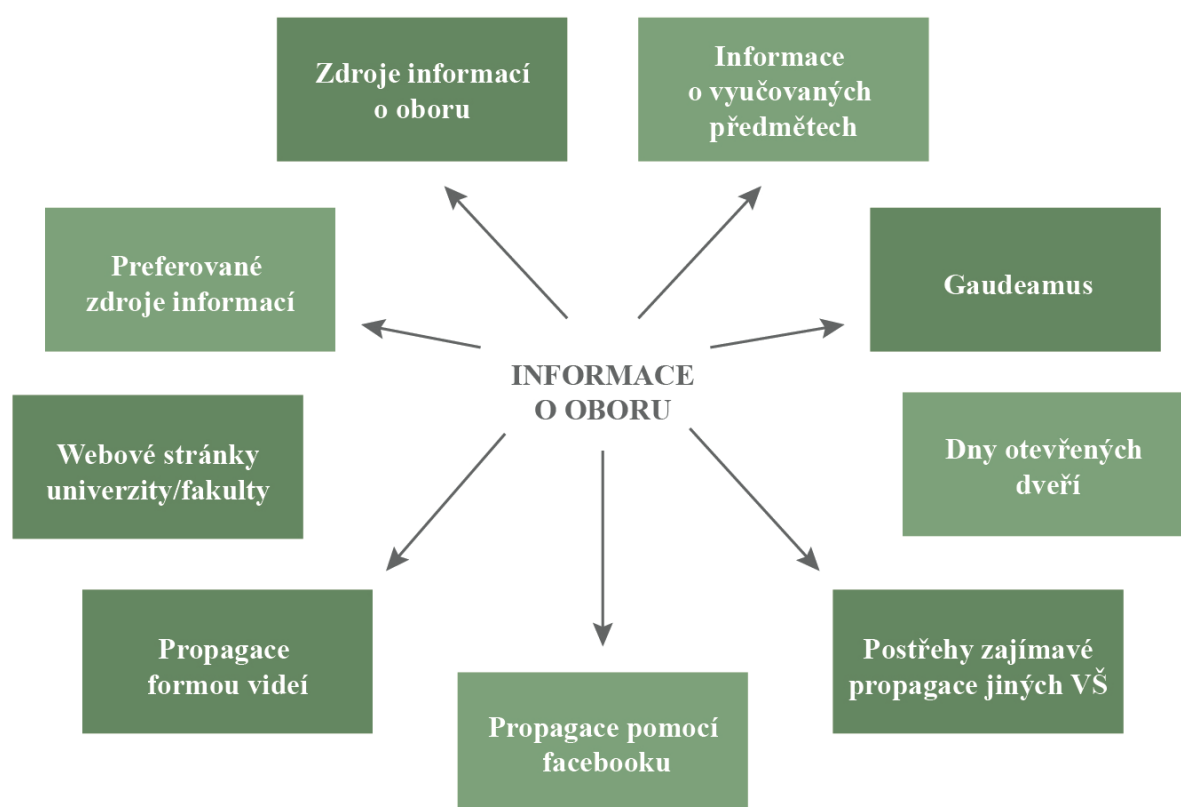 Zdroje informací
o oboru
Informace
o vyučovaných
předmětech
Preferované
zdroje informací
Gaudeamus
INFORMACE
O OBORU
Webové stránky
univerzity/fakulty
Dny otevřených
dveří
Propagace
formou videí
Postřehy zajímavé
propagace jiných VŠ
Propagace pomocí
facebooku